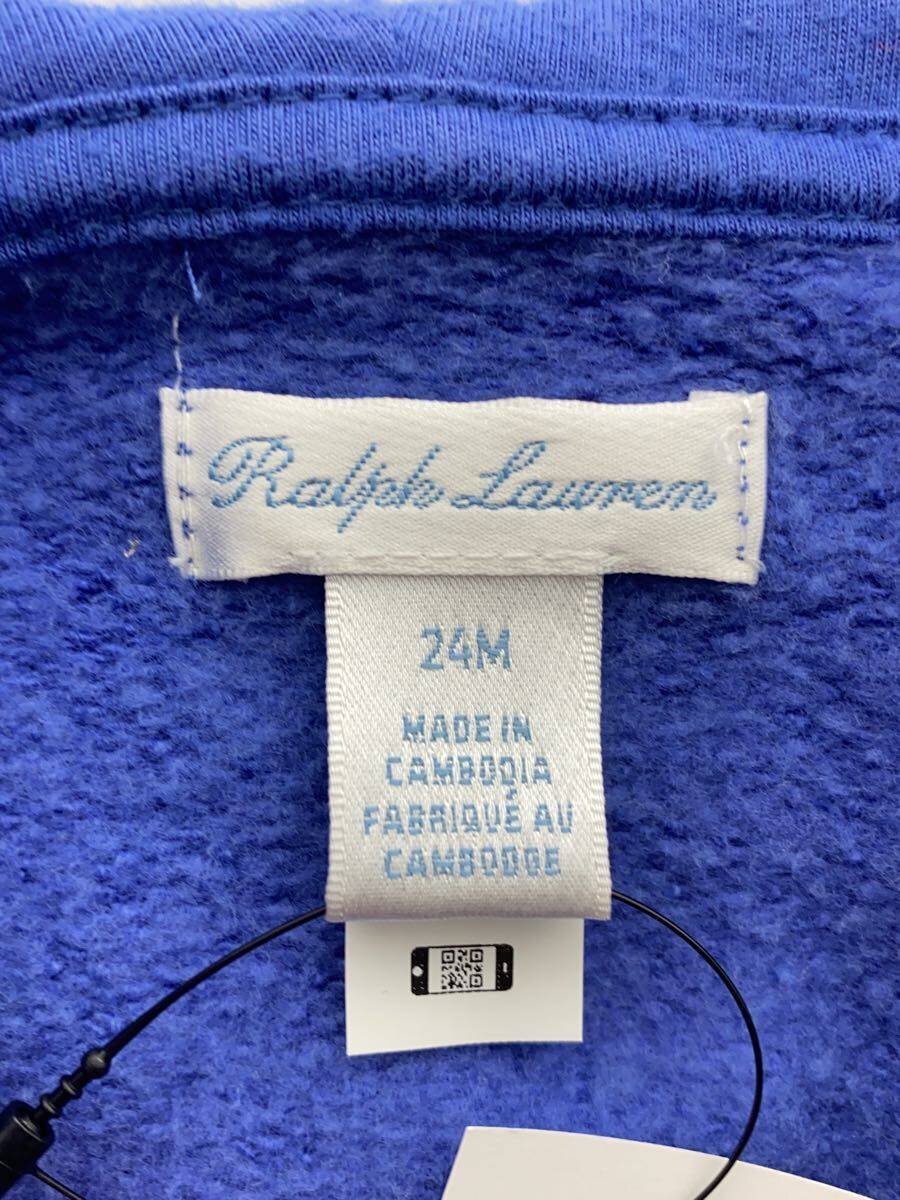 Ralph Lauren
24M
MADE IN
CAMBODIA
FABRIQUÉ AU
CAMBODGE